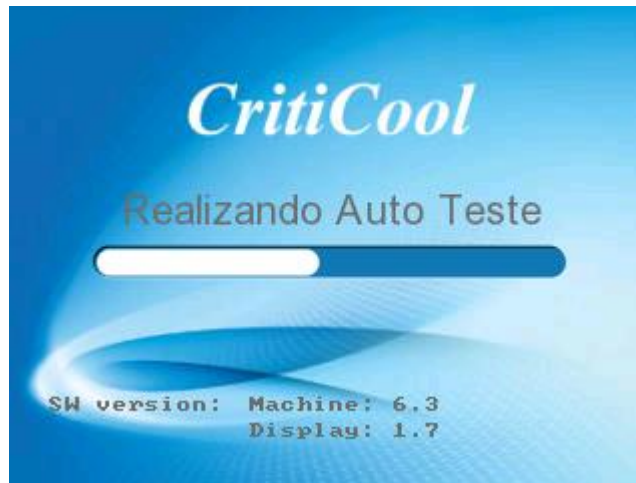 CritiCool
Realizando Auto Teste
SW version: Machine: 6.3
Display: 1.7